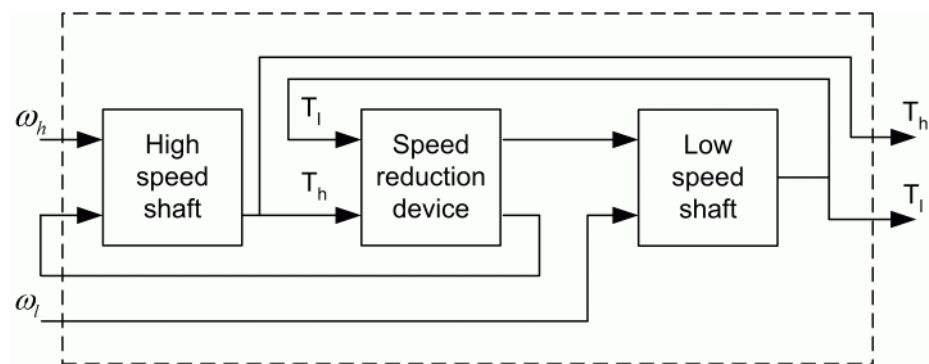 ω_h
High
speed
shaft
T_l
T_h
Speed
reduction
device
Low
speed
shaft
T_h
T_l
ω_l